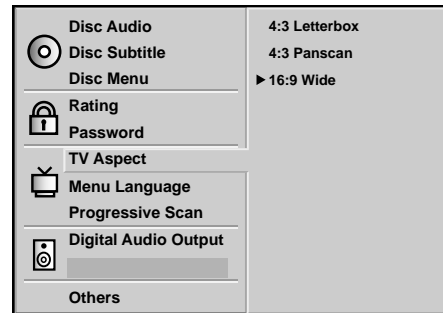 Disc Audio
Disc Subtitle
Disc Menu
Rating
Password
TV Aspect
Menu Language
Progressive Scan
Digital Audio Output
Others
4:3 Letterbox
4:3 Panscan
16:9 Wide